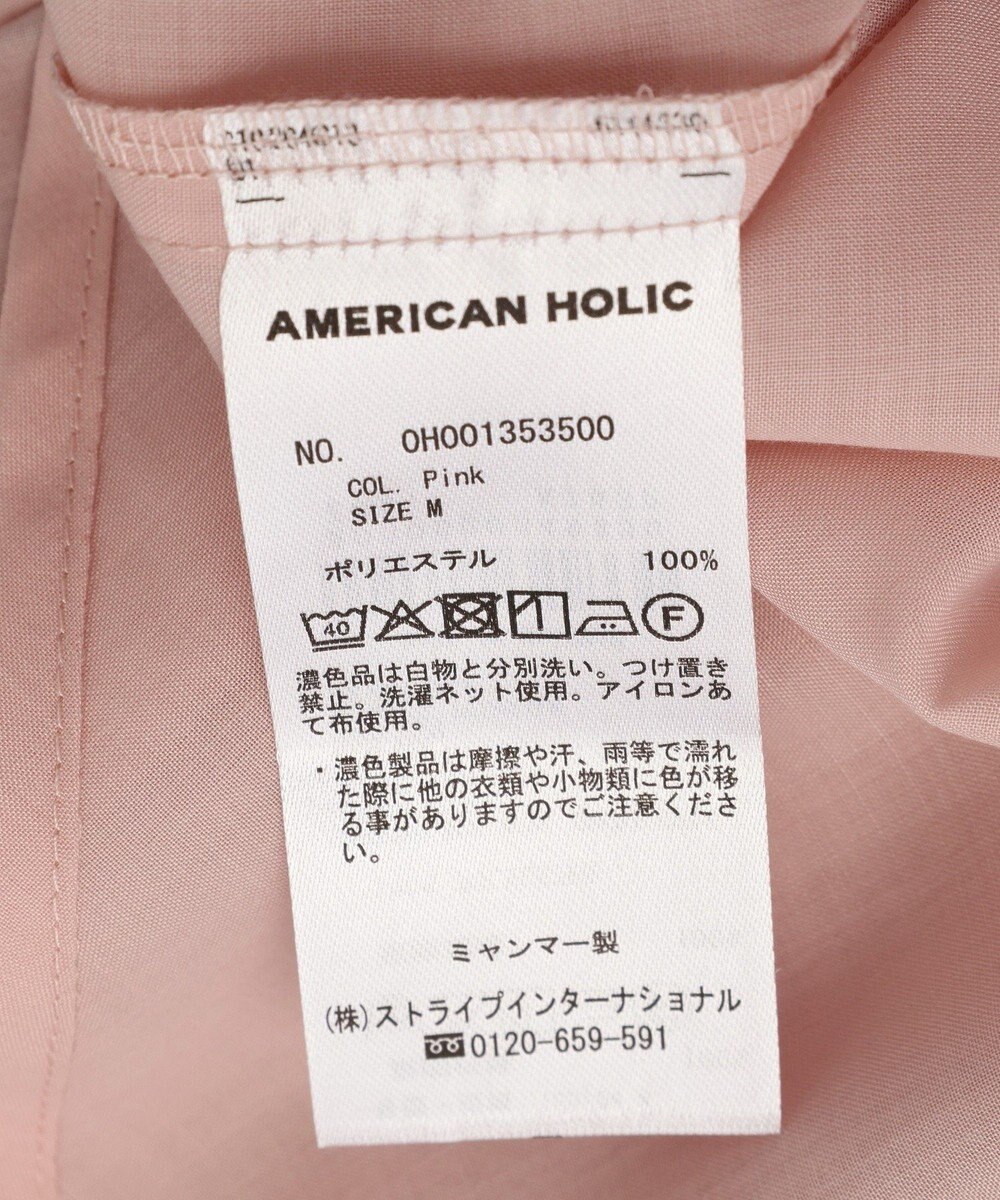 AMERICAN HOLIC
NO. 0H001353500
COL. Pink
SIZE M
ポリエステル 100%
40 F
濃色品は白物と分別洗い。つけ置き
禁止。洗濯ネット使用。アイロンあ
て布使用。
・濃色製品は摩擦や汗、雨等で濡れ
た際に他の衣類や小物類に色が移
る事がありますのでご注意くださ
い。
ミャンマー製
(株)ストライプインターナショナル
0120-659-591